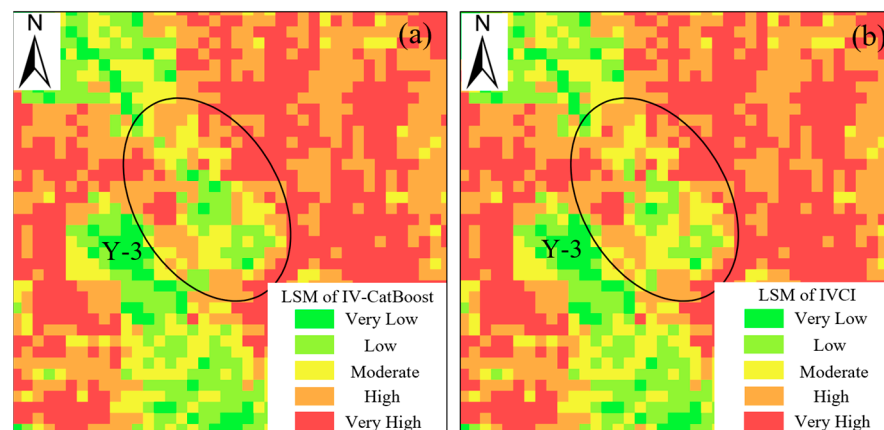 N
(a)
Y-3
LSM of IV-CatBoost
Very Low
Low
Moderate
High
Very High
N
(b)
Y-3
LSM of IVCI
Very Low
Low
Moderate
High
Very High